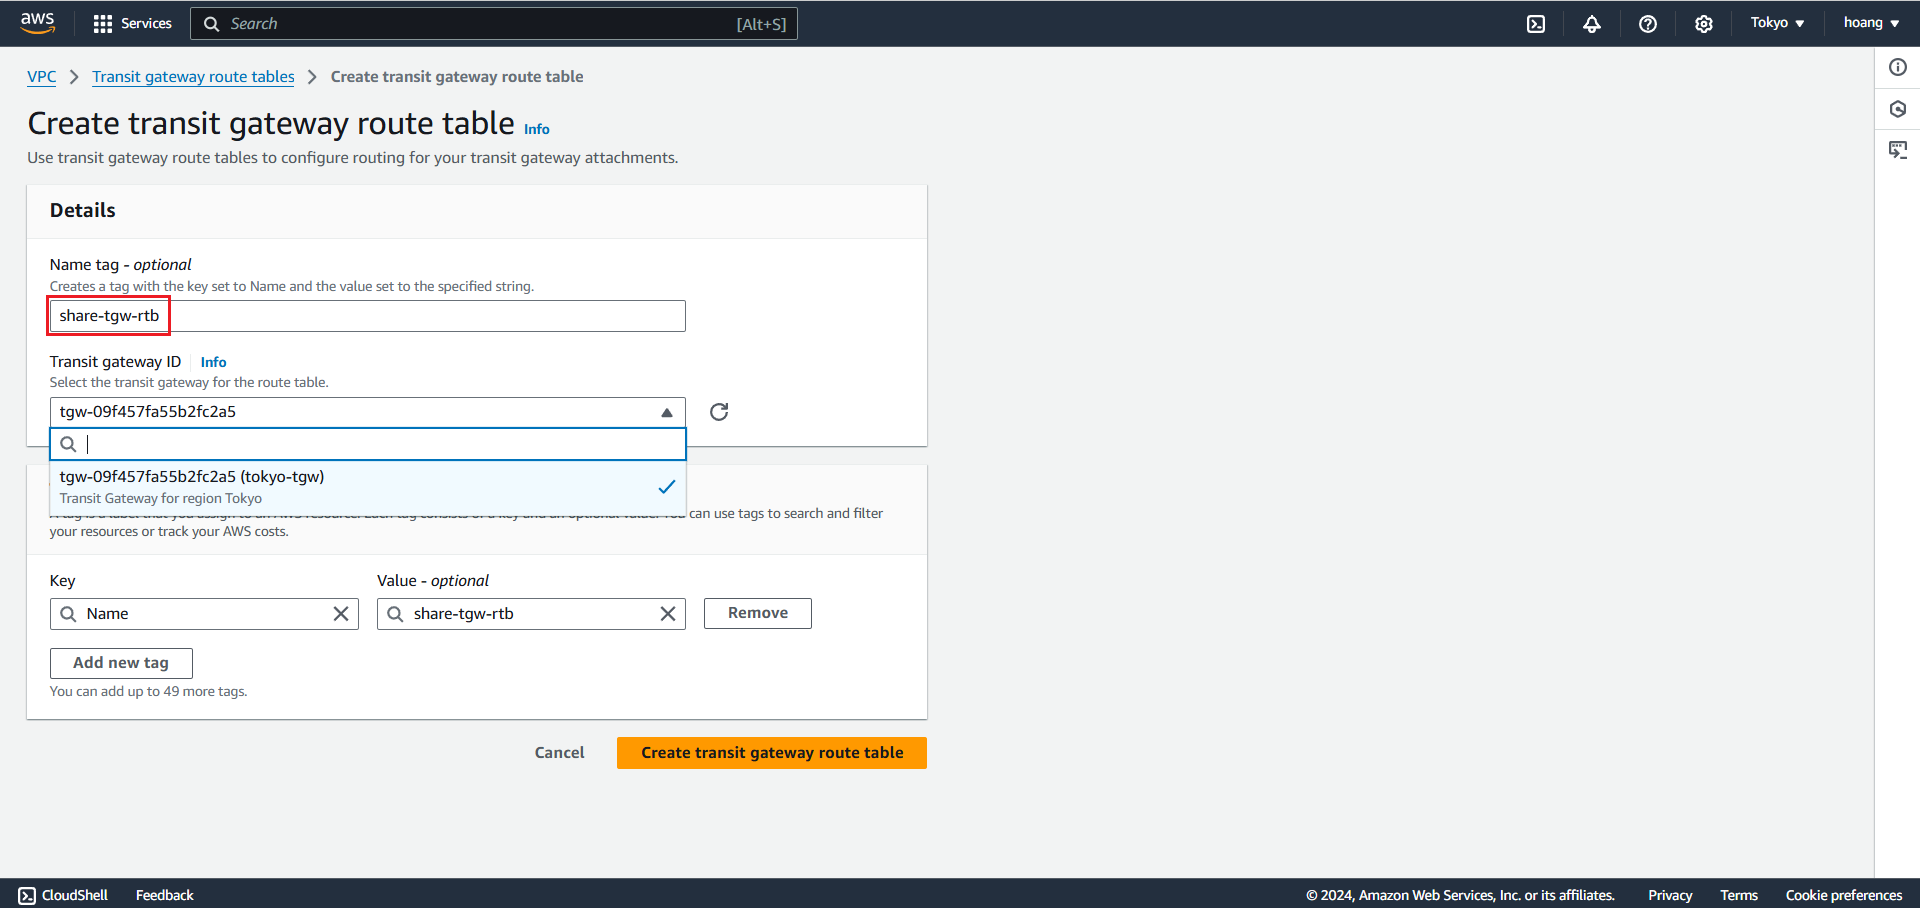 aws
Services
Search
[Alt+S]
Tokyo
hoang
VPC
Transit gateway route tables
Create transit gateway route table
Create transit gateway route table Info
Use transit gateway route tables to configure routing for your transit gateway attachments.
Details
Name tag - optional
Creates a tag with the key set to Name and the value set to the specified string.
share-tgw-rtb
Transit gateway ID Info
Select the transit gateway for the route table.
tgw-09f457fa55b2fc2a5
tgw-09f457fa55b2fc2a5 (tokyo-tgw)
Transit Gateway for region Tokyo
can use tags to search and filter
your resources or track your AWS costs.
Key
Value - optional
Name
share-tgw-rtb
Remove
Add new tag
You can add up to 49 more tags.
Cancel
Create transit gateway route table
CloudShell
Feedback
© 2024, Amazon Web Services, Inc. or its affiliates.
Privacy
Terms
Cookie preferences